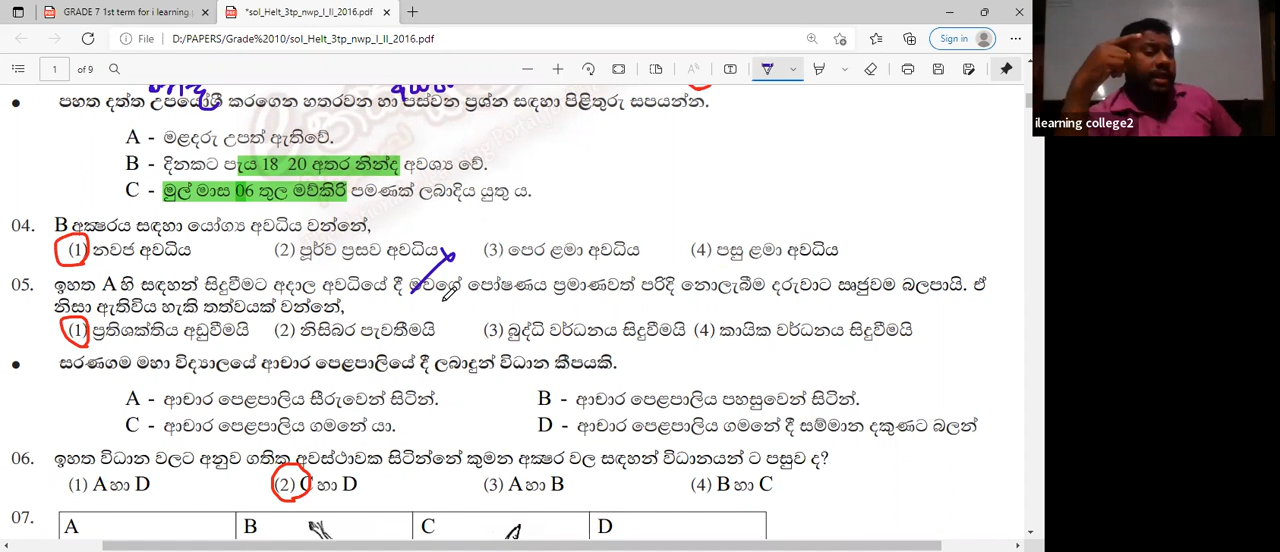 GRADE 7 1st term for i learning
*sol_Helt_3tp_nwp_I_II_2016.pdf
File D:/PAPERS/Grade%2010/sol_Helt_3tp_nwp_I_II_2016.pdf
Sign in
1 of 9
ilearning college2
• පහත දත්ත උපයෝගී කරගෙන හතරවන හා පස්වන ප්‍රශ්න සඳහා පිළිතුරු සපයන්න.
A - මළදරු උපත් ඇතිවේ.
B - දිනකට පැය 18 20 අතර නින්ද අවශ්‍ය වේ.
C - මුල් මාස 06 තුල මව්කිරි පමණක් ලබාදිය යුතු ය.
04. B අක්‍ෂරය සඳහා යෝග්‍ය අවධිය වන්නේ,
(1) නවජ අවධිය (2) පූර්ව ප්‍රසව අවධිය (3) පෙර ළමා අවධිය (4) පසු ළමා අවධිය
05. ඉහත A හි සඳහන් සිදුවීමට අදාල අවධියේ දී මවගේ පෝෂණය ප්‍රමාණවත් පරිදි නොලැබීම දරුවාට ඍජුවම බලපායි. ඒ
නිසා ඇතිවිය හැකි තත්වයක් වන්නේ,
(1) ප්‍රතිශක්තිය අඩුවීමයි (2) නිසිබර පැවතීමයි (3) බුද්ධි වර්ධනය සිදුවීමයි (4) කායික වර්ධනය සිදුවීමයි
• සරණගම මහා විද්‍යාලයේ ආචාර පෙළපාලියේ දී ලබාදුන් විධාන කීපයකි.
A - ආචාර පෙළපාලිය සීරුවෙන් සිටින්. B - ආචාර පෙළපාලිය පහසුවෙන් සිටින්.
C - ආචාර පෙළපාලිය ගමනේ යා. D - ආචාර පෙළපාලිය ගමනේ දී සම්මාන දකුණට බලන්
06. ඉහත විධාන වලට අනුව ගතික අවස්ථාවක සිටින්නේ කුමන අක්‍ෂර වල සඳහන් විධානයන් ට පසුව ද?
(1) A හා D (2) C හා D (3) A හා B (4) B හා C
07. A B C D